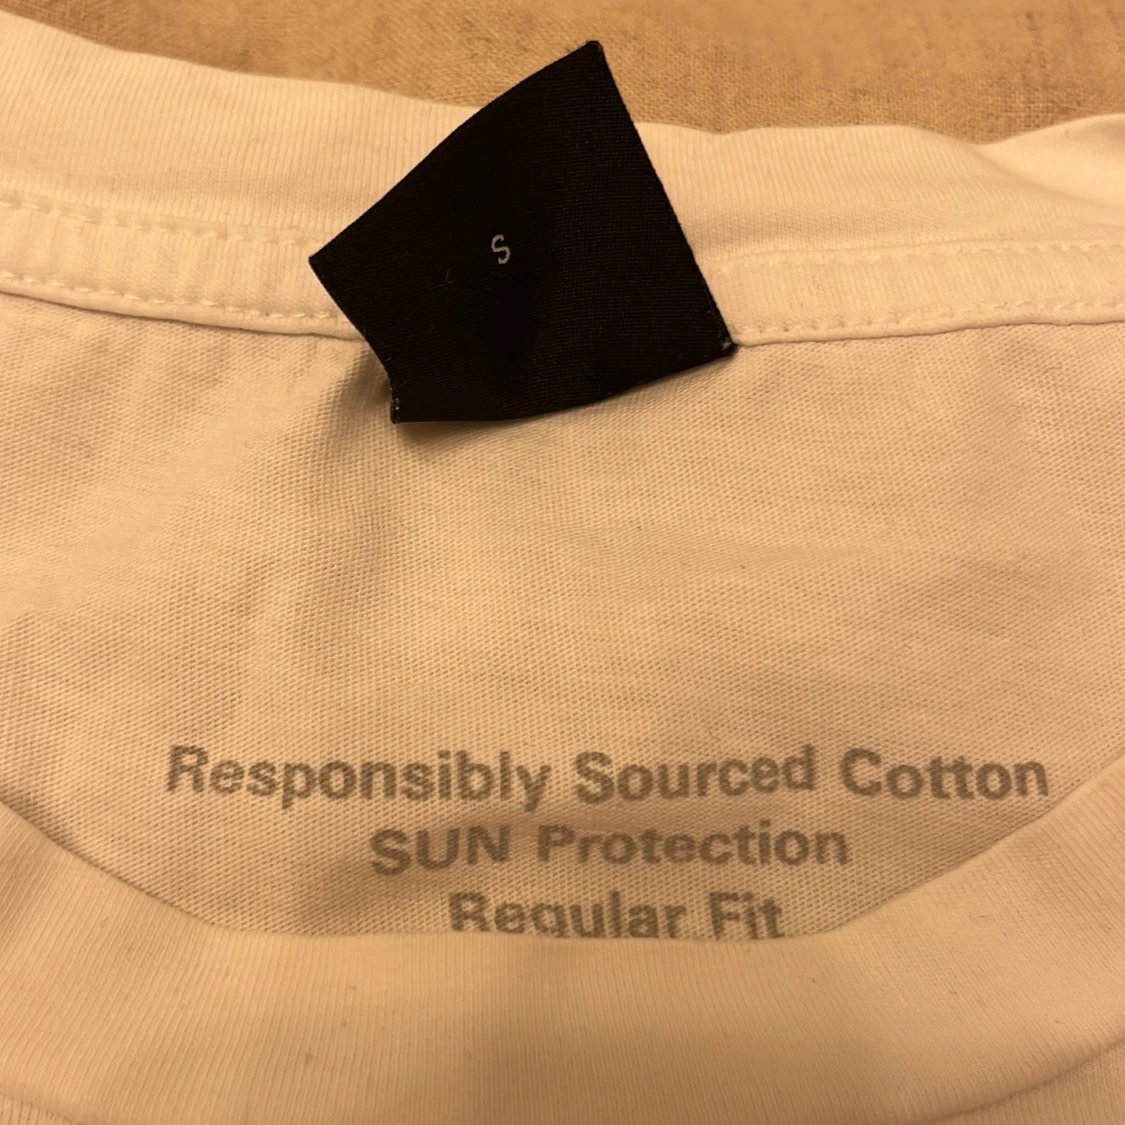 S
Responsibly Sourced Cotton
SUN Protection
Regular Fit